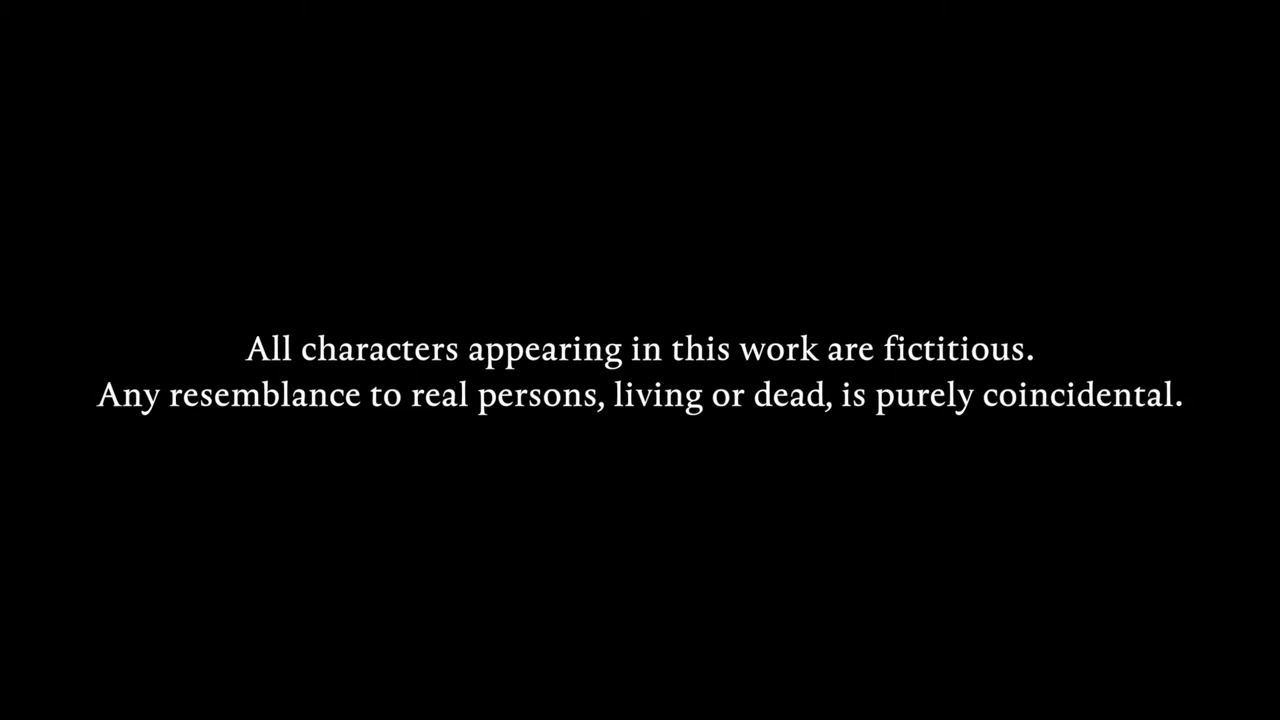 All characters appearing in this work are fictitious.
Any resemblance to real persons, living or dead, is purely coincidental.